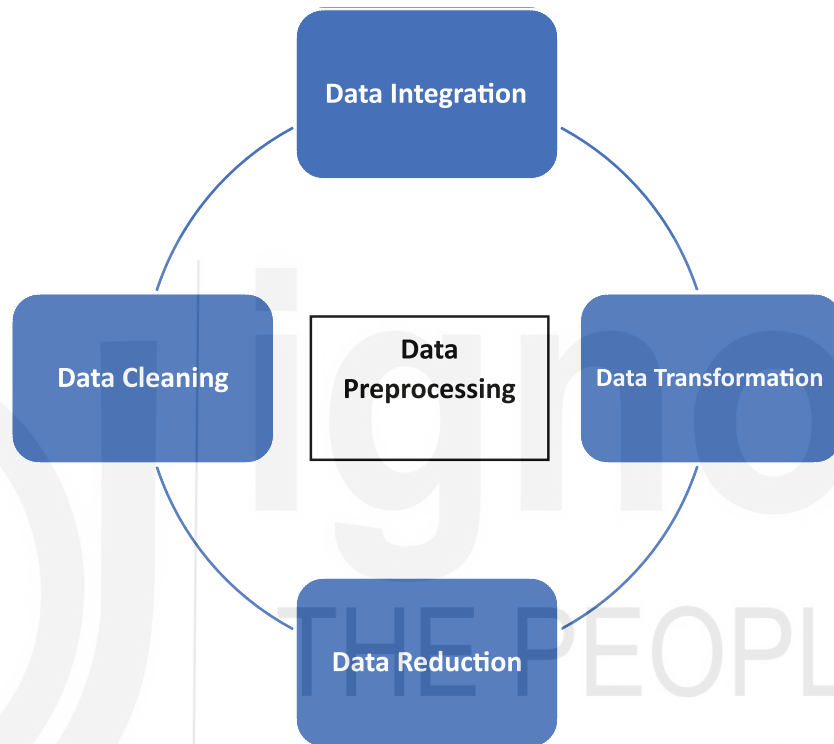 Data Integration
Data Cleaning
Data
Preprocessing
Data Transformation
Data Reduction
igno
THE PEOPL